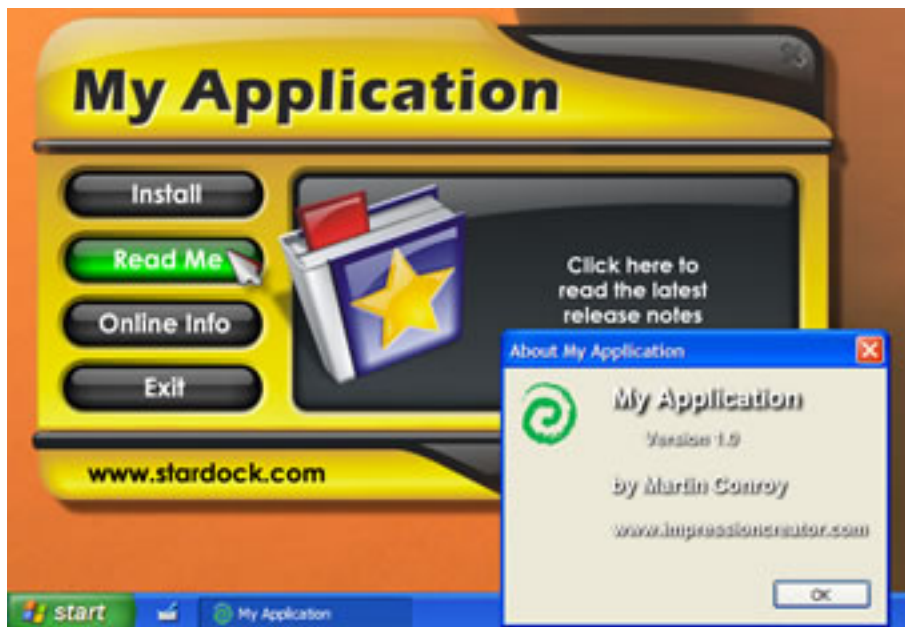 My Application
Install
Read Me
Online Info
Exit
Click here to
read the latest
release notes
www.stardock.com
About My Application
My Application
Version 1.0
by Martin Conroy
www.impressioncreator.com
OK
start
My Application